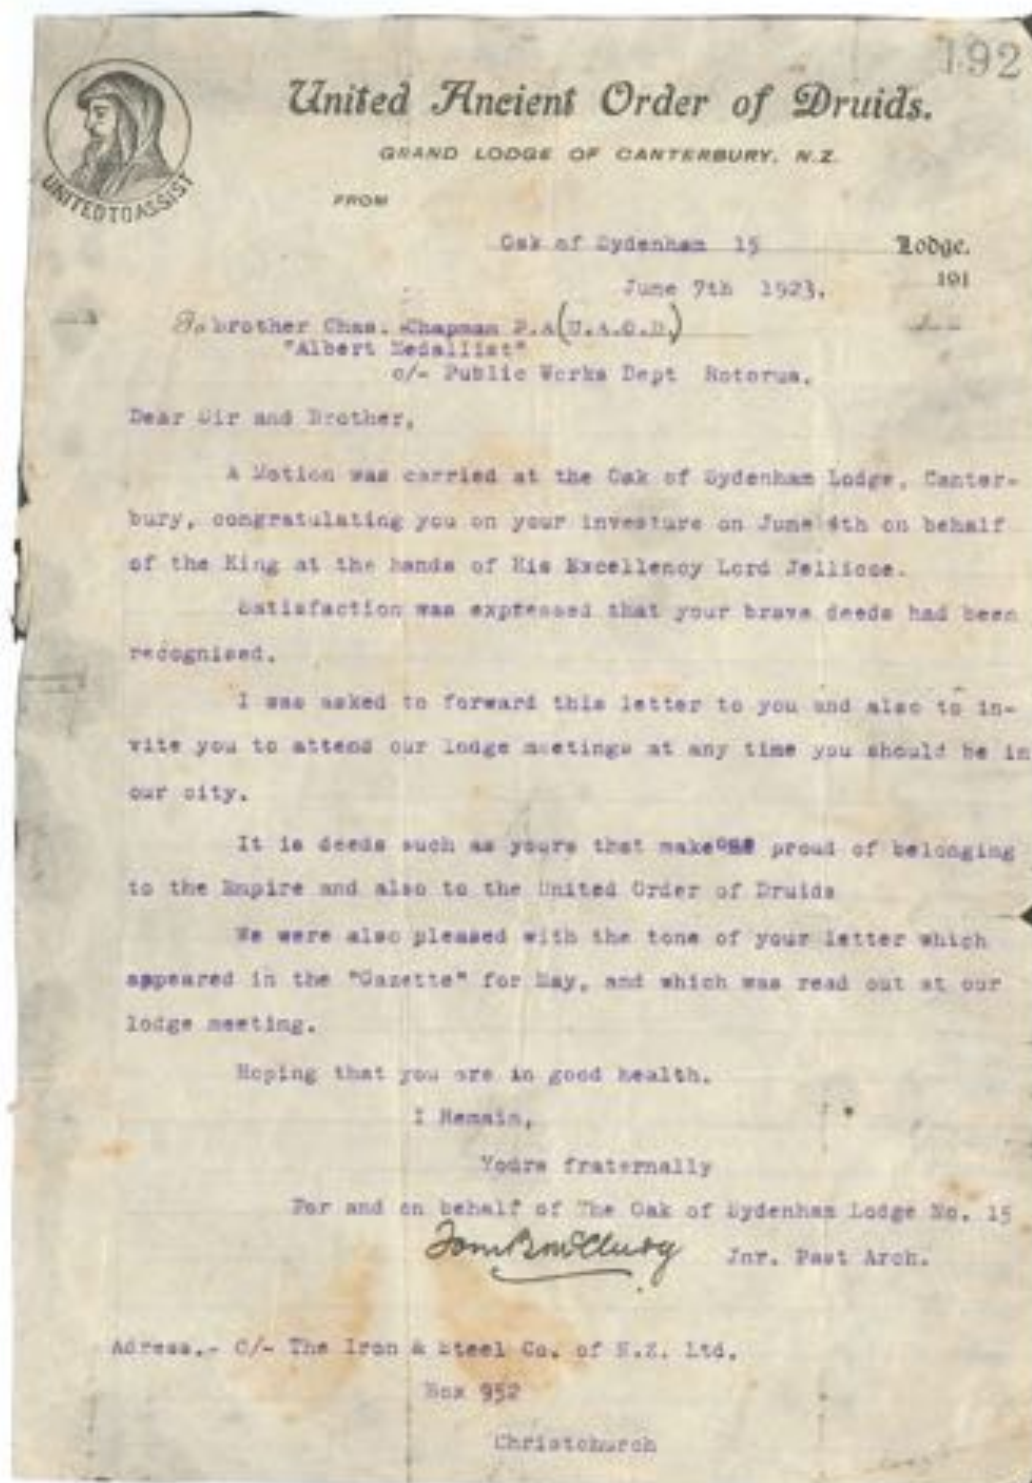 192
United Ancient Order of Druids.
GRAND LODGE OF CANTERBURY, N.Z.
UNITED TO ASSIST
FROM
Oak of Sydenham 15 Lodge.
June 7th 1923. 191
To brother Chas. Chapman P.A (U.A.O.D.)
"Albert Medallist"
c/- Public Works Dept Rotorua.
Dear Sir and Brother,
A Motion was carried at the Oak of Sydenham Lodge, Canter-
bury, congratulating you on your investure on June 4th on behalf
of the King at the hands of His Excellency Lord Jellicoe.
Satisfaction was expressed that your brave deeds had been
recognised.
I was asked to forward this letter to you and also to in-
vite you to attend our lodge meetings at any time you should be in
our city.
It is deeds such as yours that make one proud of belonging
to the Empire and also to the United Order of Druids
We were also pleased with the tone of your letter which
appeared in the "Gazette" for May, and which was read out at our
lodge meeting.
Hoping that you are in good health.
I Remain,
Yours fraternally
For and on behalf of The Oak of Sydenham Lodge No. 15
Jnr. Past Arch.
Adress.- C/- The Iron & Steel Co. of N.Z. Ltd.
Box 952
Christchurch